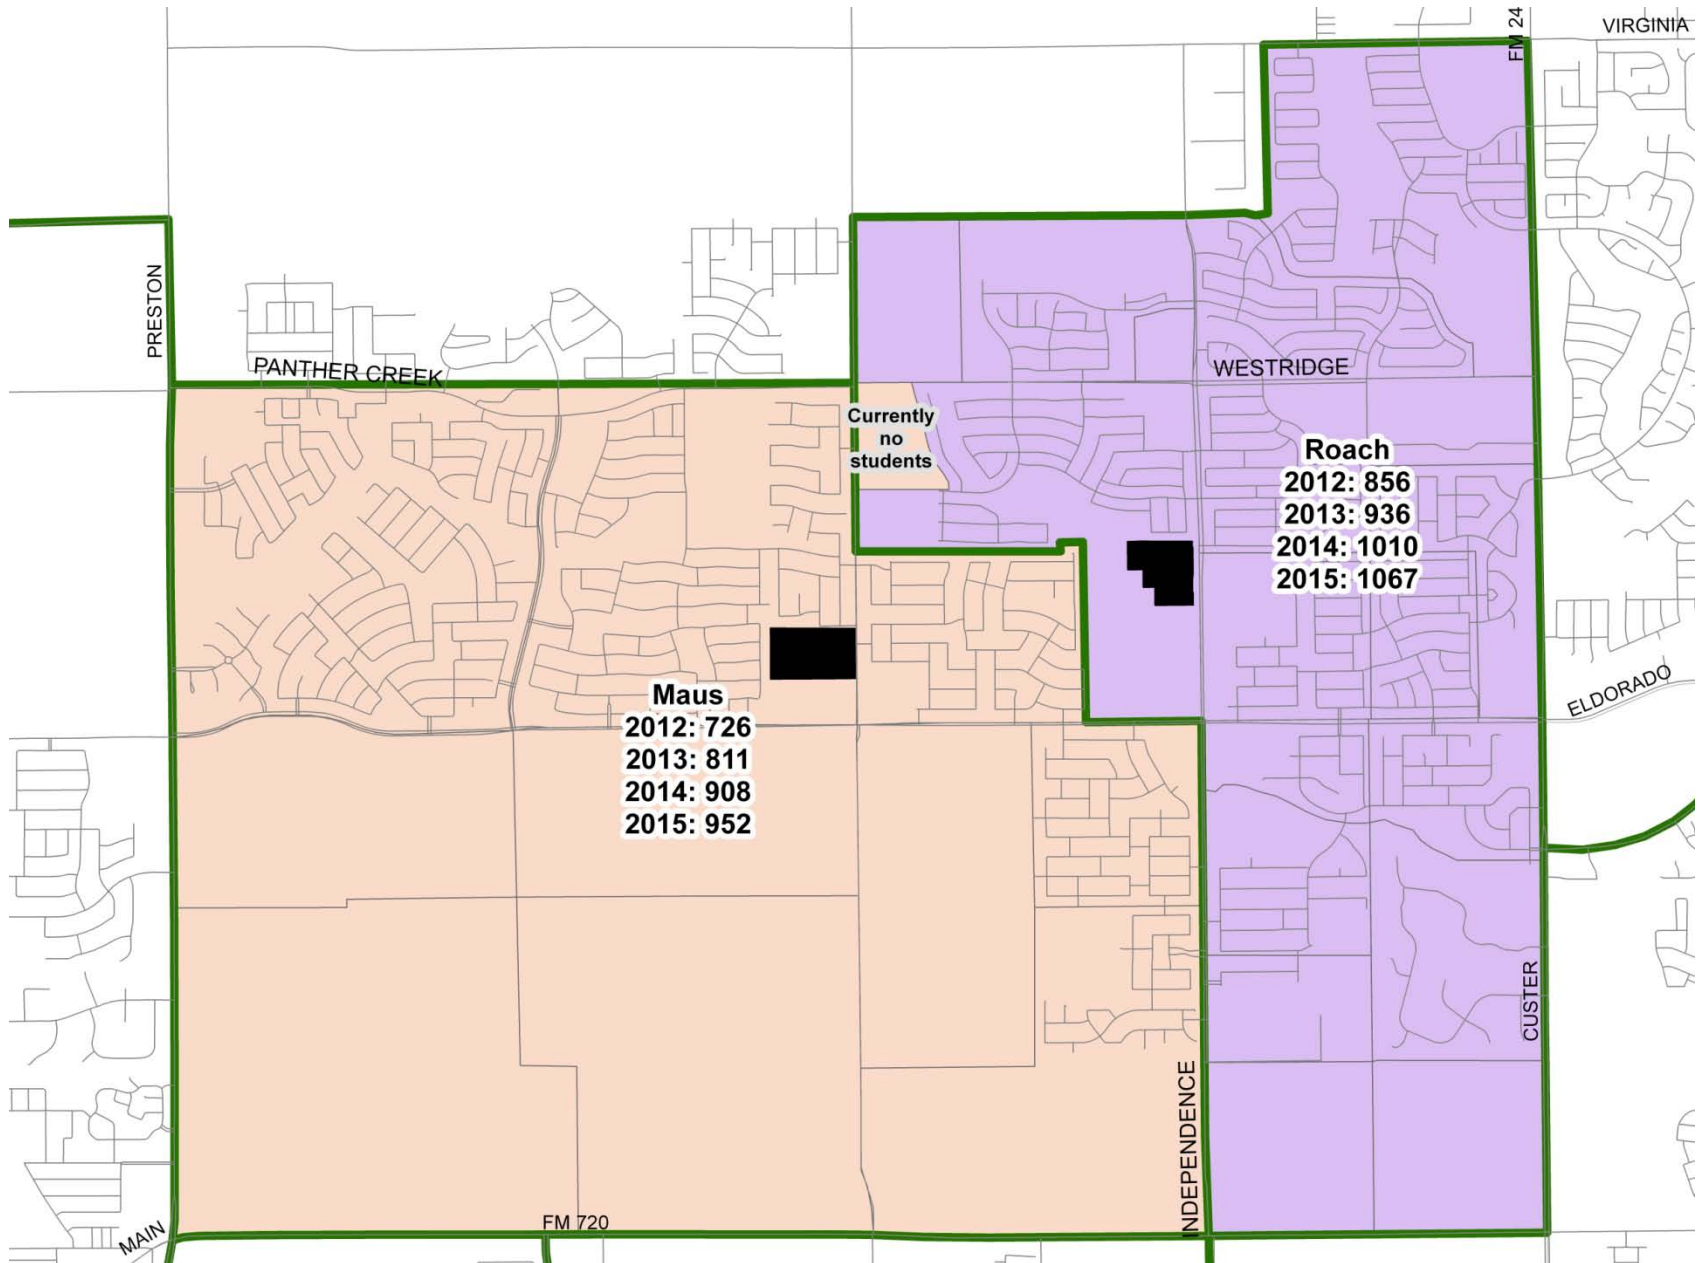 FM 24
VIRGINIA
PRESTON
PANTHER CREEK
WESTRIDGE
Currently
no
students
Roach
2012: 856
2013: 936
2014: 1010
2015: 1067
Maus
2012: 726
2013: 811
2014: 908
2015: 952
ELDORADO
CUSTER
INDEPENDENCE
FM 720
MAIN